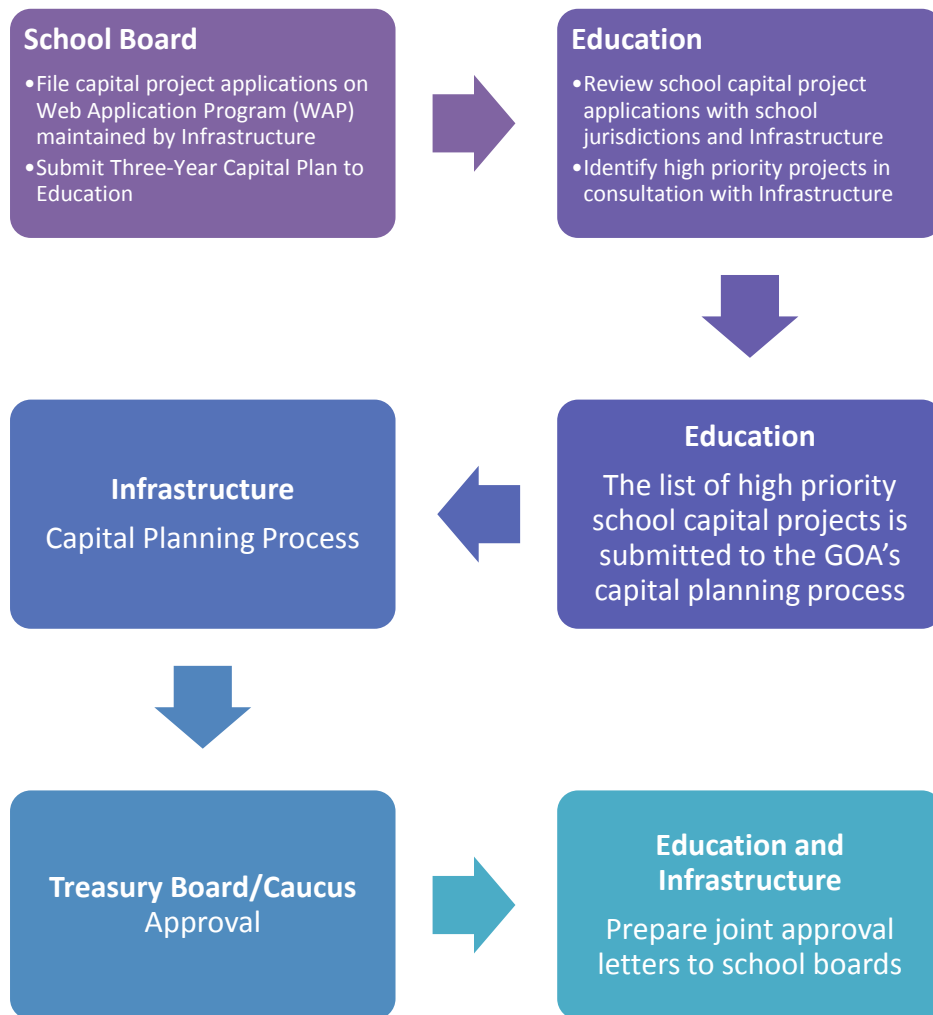 School Board
•File capital project applications on
Web Application Program (WAP)
maintained by Infrastructure
•Submit Three-Year Capital Plan to
Education
Education
•Review school capital project
applications with school
jurisdictions and Infrastructure
•Identify high priority projects in
consultation with Infrastructure
Education
The list of high priority
school capital projects is
submitted to the GOA’s
capital planning process
Infrastructure
Capital Planning Process
Treasury Board/Caucus
Approval
Education and
Infrastructure
Prepare joint approval
letters to school boards